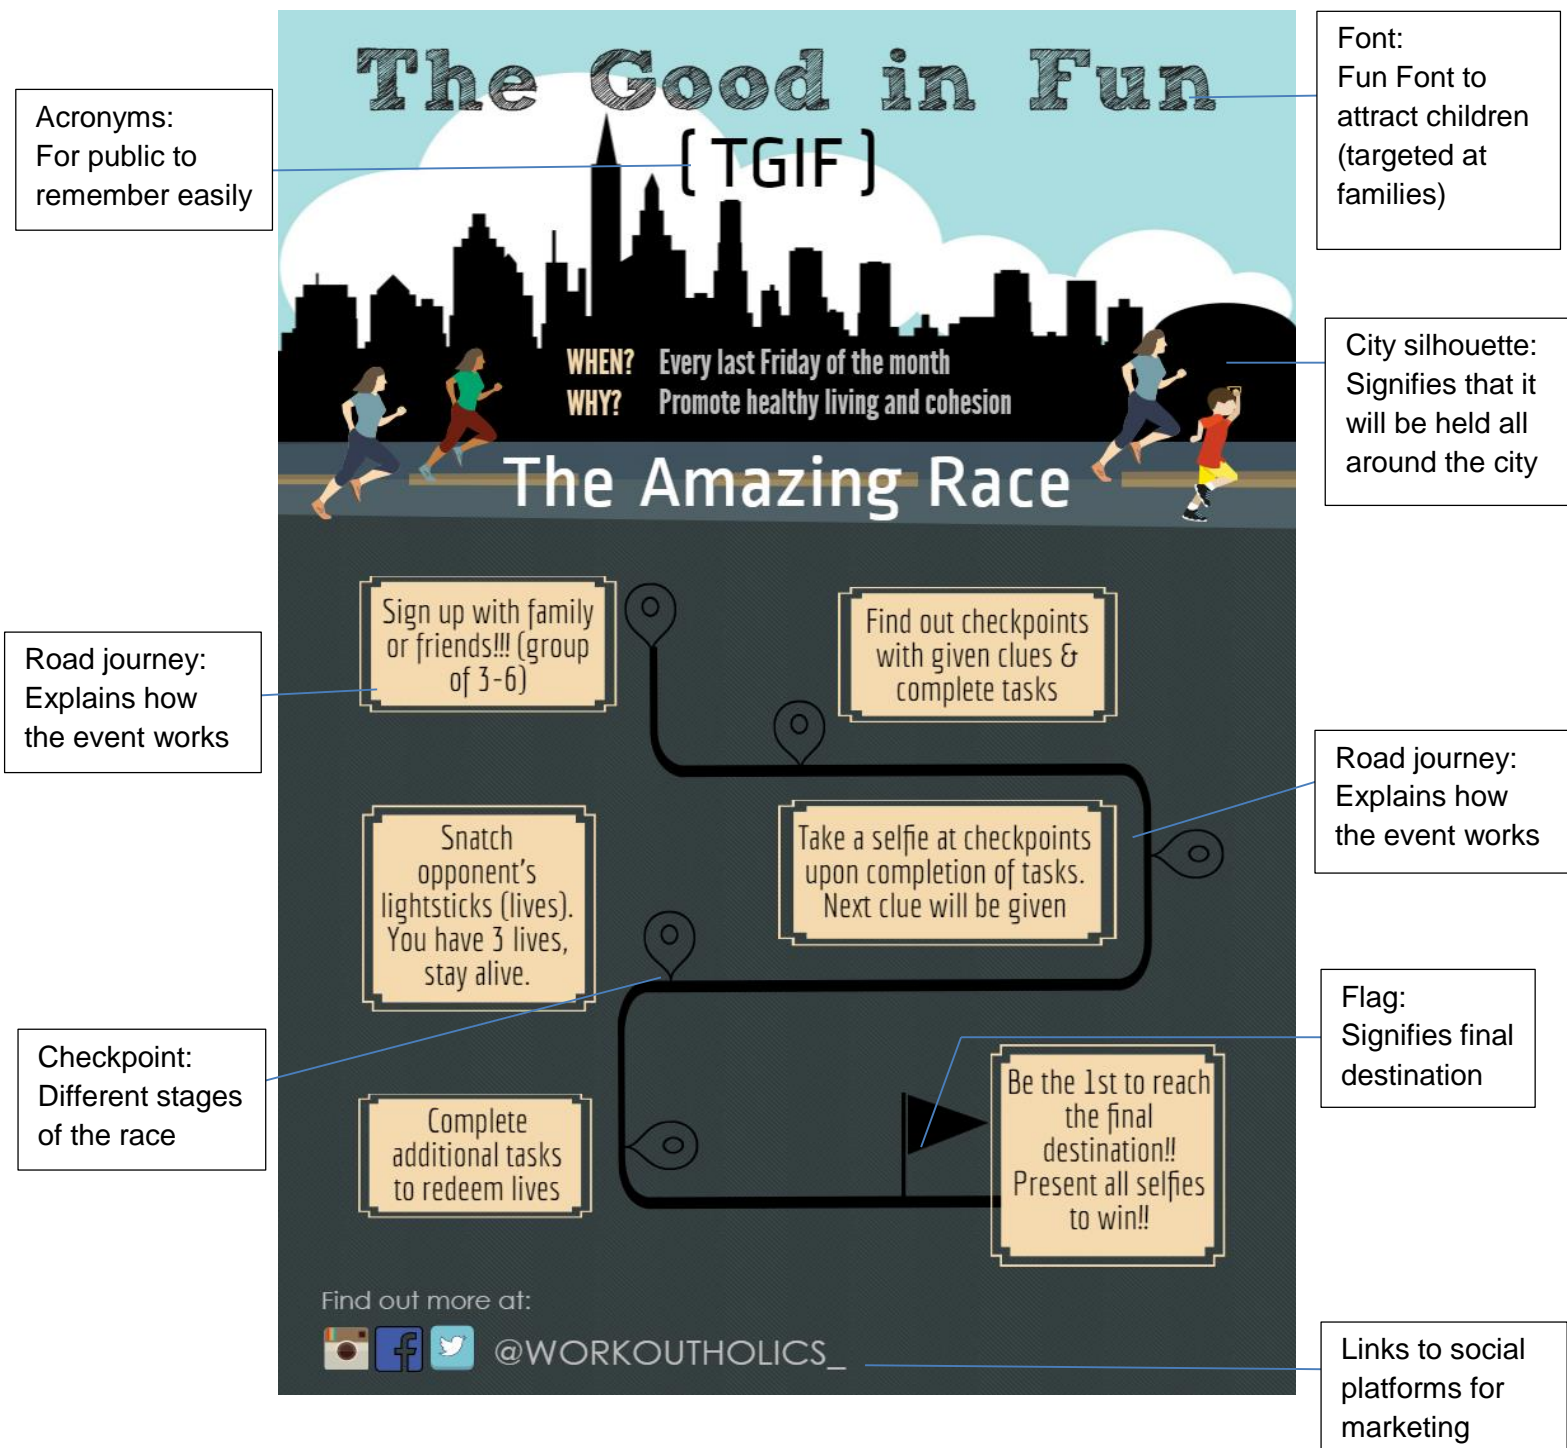 The Good in Fun
( TGIF )
Acronyms:
For public to
remember easily
Font:
Fun Font to
attract children
(targeted at
families)
WHEN? Every last Friday of the month
WHY? Promote healthy living and cohesion
City silhouette:
Signifies that it
will be held all
around the city
The Amazing Race
Sign up with family
or friends!!! (group
of 3-6)
Find out checkpoints
with given clues &
complete tasks
Road journey:
Explains how
the event works
Road journey:
Explains how
the event works
Take a selfie at checkpoints
upon completion of tasks.
Next clue will be given
Snatch
opponent's
lightsticks (lives).
You have 3 lives,
stay alive.
Checkpoint:
Different stages
of the race
Flag:
Signifies final
destination
Complete
additional tasks
to redeem lives
Be the 1st to reach
the final
destination!!
Present all selfies
to win!!
Find out more at:
@WORKOUTHOLICS_
Links to social
platforms for
marketing